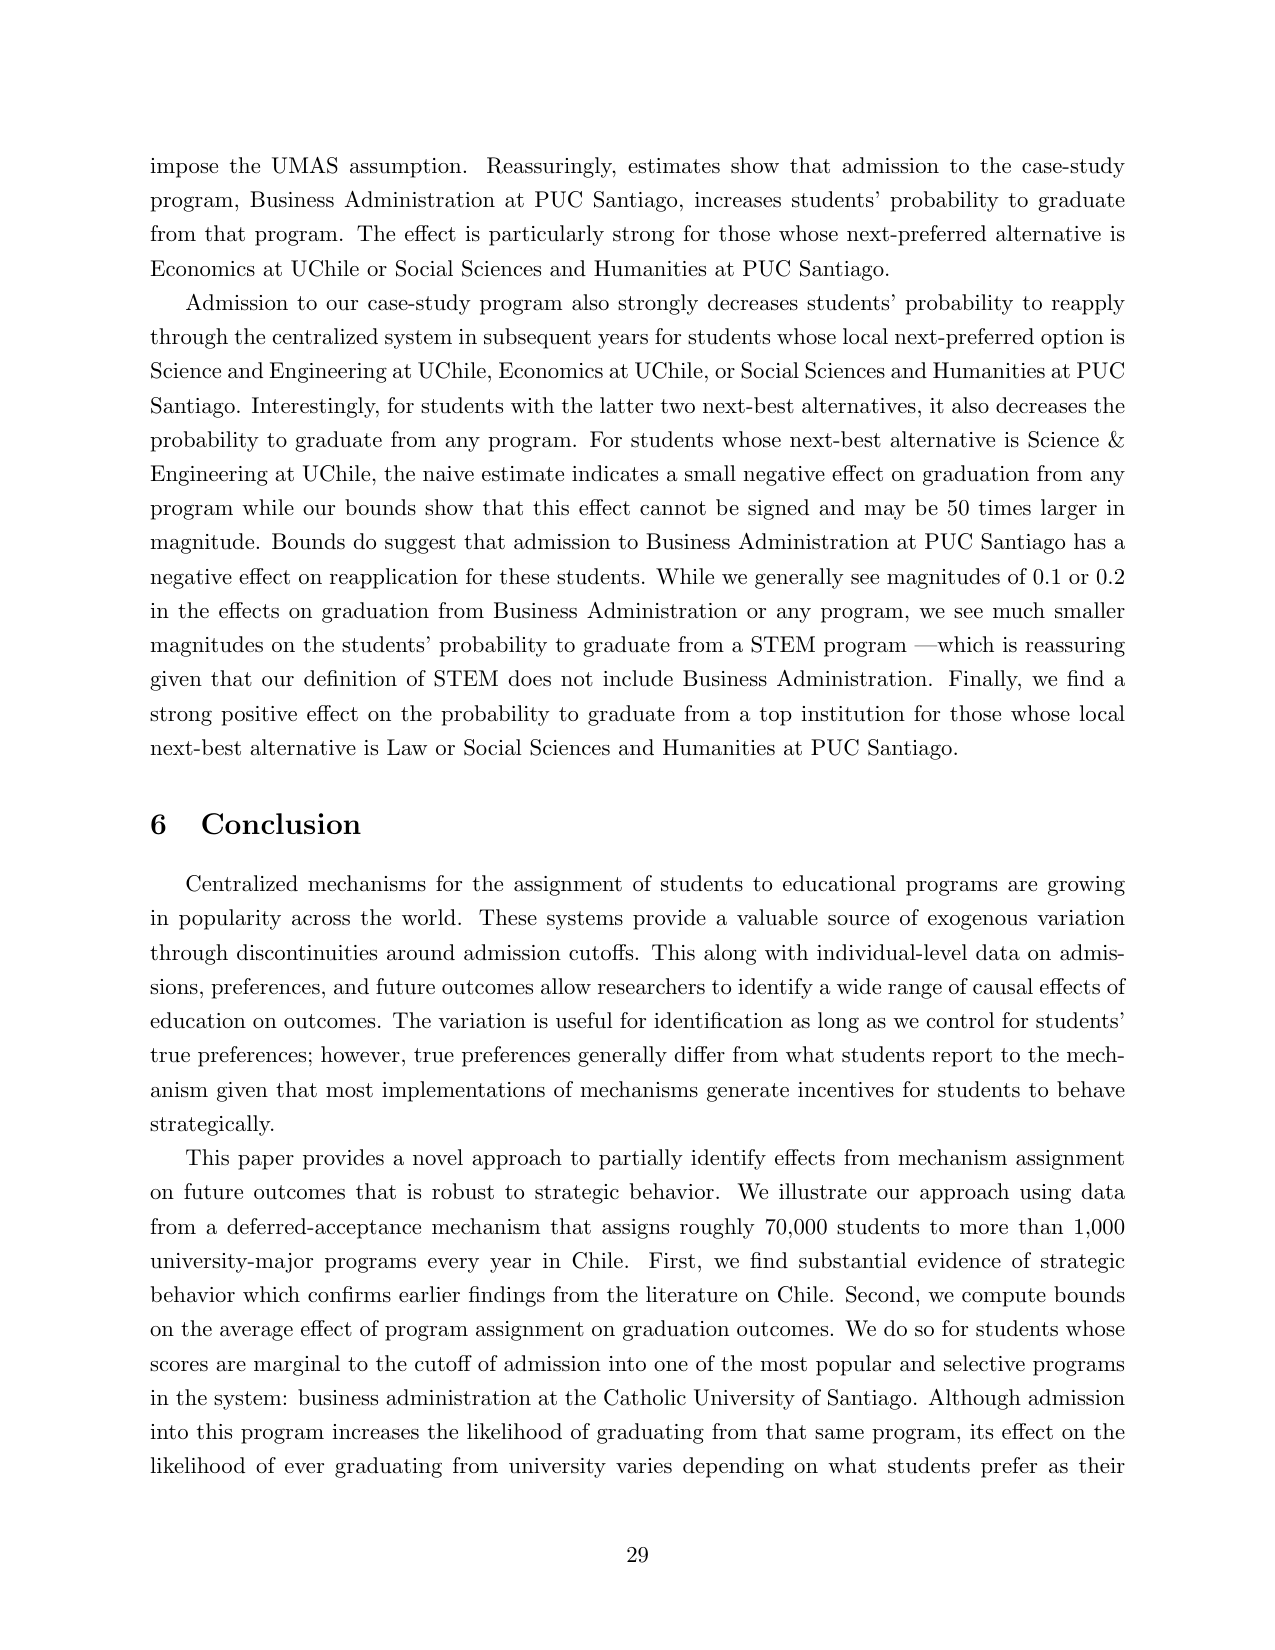 impose the UMAS assumption. Reassuringly, estimates show that admission to the case-study
program, Business Administration at PUC Santiago, increases students’ probability to graduate
from that program. The effect is particularly strong for those whose next-preferred alternative is
Economics at UChile or Social Sciences and Humanities at PUC Santiago.
Admission to our case-study program also strongly decreases students’ probability to reapply
through the centralized system in subsequent years for students whose local next-preferred option is
Science and Engineering at UChile, Economics at UChile, or Social Sciences and Humanities at PUC
Santiago. Interestingly, for students with the latter two next-best alternatives, it also decreases the
probability to graduate from any program. For students whose next-best alternative is Science &
Engineering at UChile, the naive estimate indicates a small negative effect on graduation from any
program while our bounds show that this effect cannot be signed and may be 50 times larger in
magnitude. Bounds do suggest that admission to Business Administration at PUC Santiago has a
negative effect on reapplication for these students. While we generally see magnitudes of 0.1 or 0.2
in the effects on graduation from Business Administration or any program, we see much smaller
magnitudes on the students’ probability to graduate from a STEM program —which is reassuring
given that our definition of STEM does not include Business Administration. Finally, we find a
strong positive effect on the probability to graduate from a top institution for those whose local
next-best alternative is Law or Social Sciences and Humanities at PUC Santiago.
6 Conclusion
Centralized mechanisms for the assignment of students to educational programs are growing
in popularity across the world. These systems provide a valuable source of exogenous variation
through discontinuities around admission cutoffs. This along with individual-level data on admis-
sions, preferences, and future outcomes allow researchers to identify a wide range of causal effects of
education on outcomes. The variation is useful for identification as long as we control for students’
true preferences; however, true preferences generally differ from what students report to the mech-
anism given that most implementations of mechanisms generate incentives for students to behave
strategically.
This paper provides a novel approach to partially identify effects from mechanism assignment
on future outcomes that is robust to strategic behavior. We illustrate our approach using data
from a deferred-acceptance mechanism that assigns roughly 70,000 students to more than 1,000
university-major programs every year in Chile. First, we find substantial evidence of strategic
behavior which confirms earlier findings from the literature on Chile. Second, we compute bounds
on the average effect of program assignment on graduation outcomes. We do so for students whose
scores are marginal to the cutoff of admission into one of the most popular and selective programs
in the system: business administration at the Catholic University of Santiago. Although admission
into this program increases the likelihood of graduating from that same program, its effect on the
likelihood of ever graduating from university varies depending on what students prefer as their
29